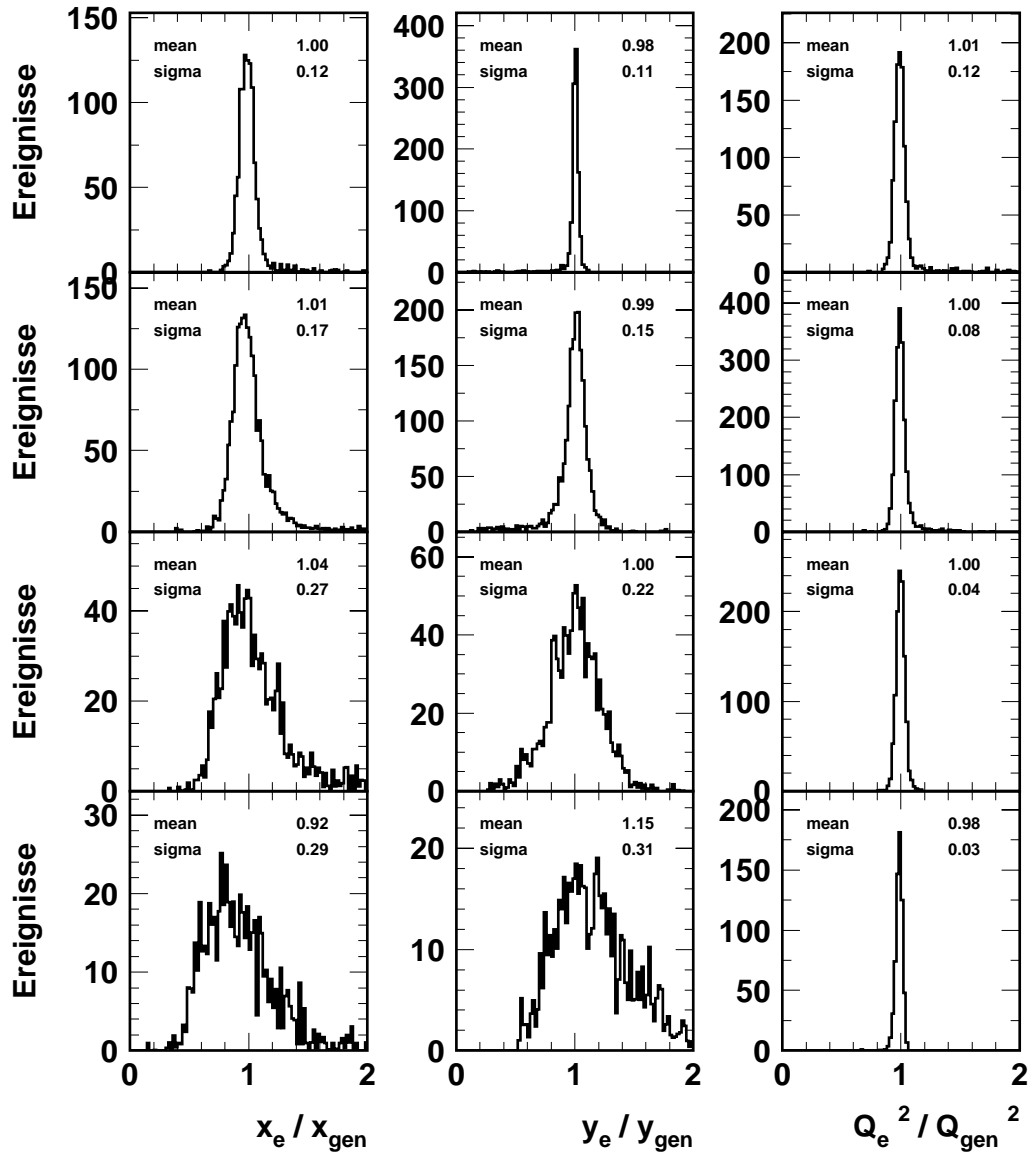 Ereignisse
150
100
50
0
mean 1.00
sigma 0.12
400
300
200
100
0
mean 0.98
sigma 0.11
200
150
100
50
0
mean 1.01
sigma 0.12
Ereignisse
150
100
50
0
mean 1.01
sigma 0.17
200
150
100
50
0
mean 0.99
sigma 0.15
400
300
200
100
0
mean 1.00
sigma 0.08
Ereignisse
40
20
0
mean 1.04
sigma 0.27
60
40
20
0
mean 1.00
sigma 0.22
200
100
0
mean 1.00
sigma 0.04
Ereignisse
30
20
10
0
mean 0.92
sigma 0.29
20
10
0
mean 1.15
sigma 0.31
200
150
100
50
0
mean 0.98
sigma 0.03
0 1 2
0 1 2
0 1 2
x_e / x_gen
y_e / y_gen
Q_e ² / Q_gen ²